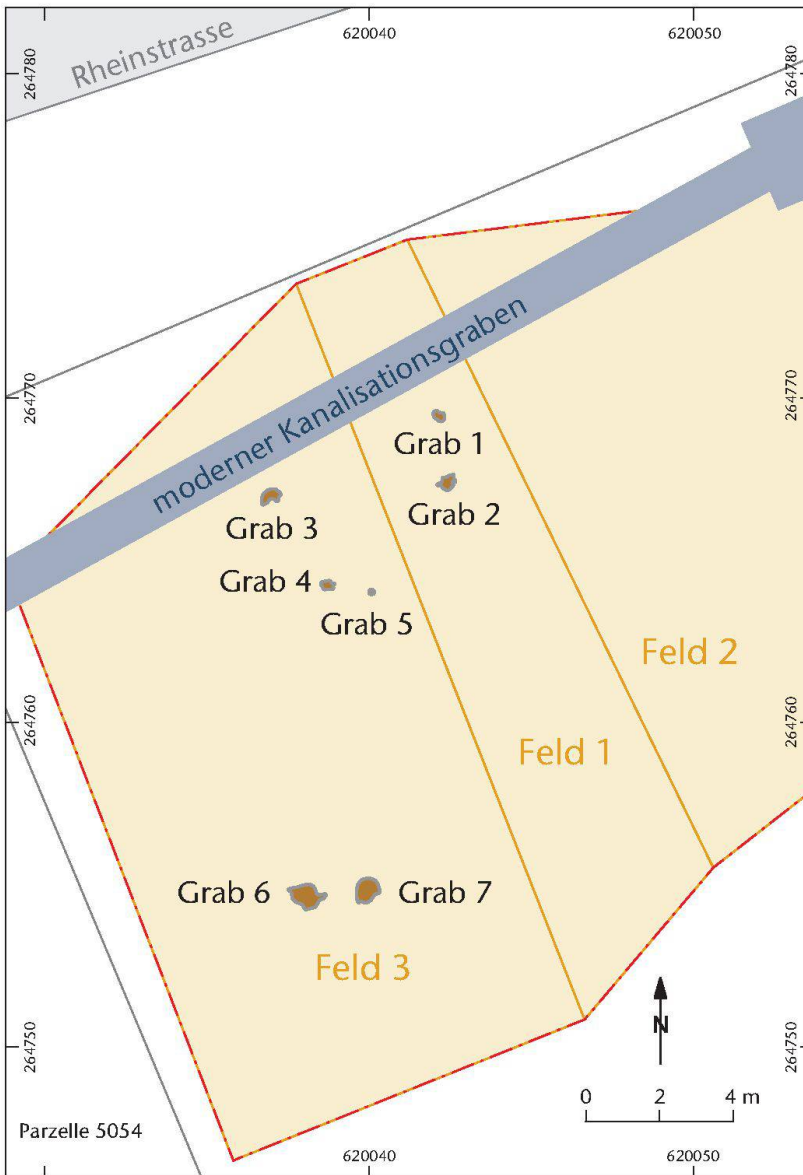 620040
620050
Rheinstrasse
264780
264780
moderner Kanalisationsgraben
264770
264770
Grab 1
Grab 2
Grab 3
Grab 4
Grab 5
Feld 2
264760
264760
Feld 1
Grab 6
Grab 7
Feld 3
N
264750
264750
0 2 4 m
Parzelle 5054
620040
620050